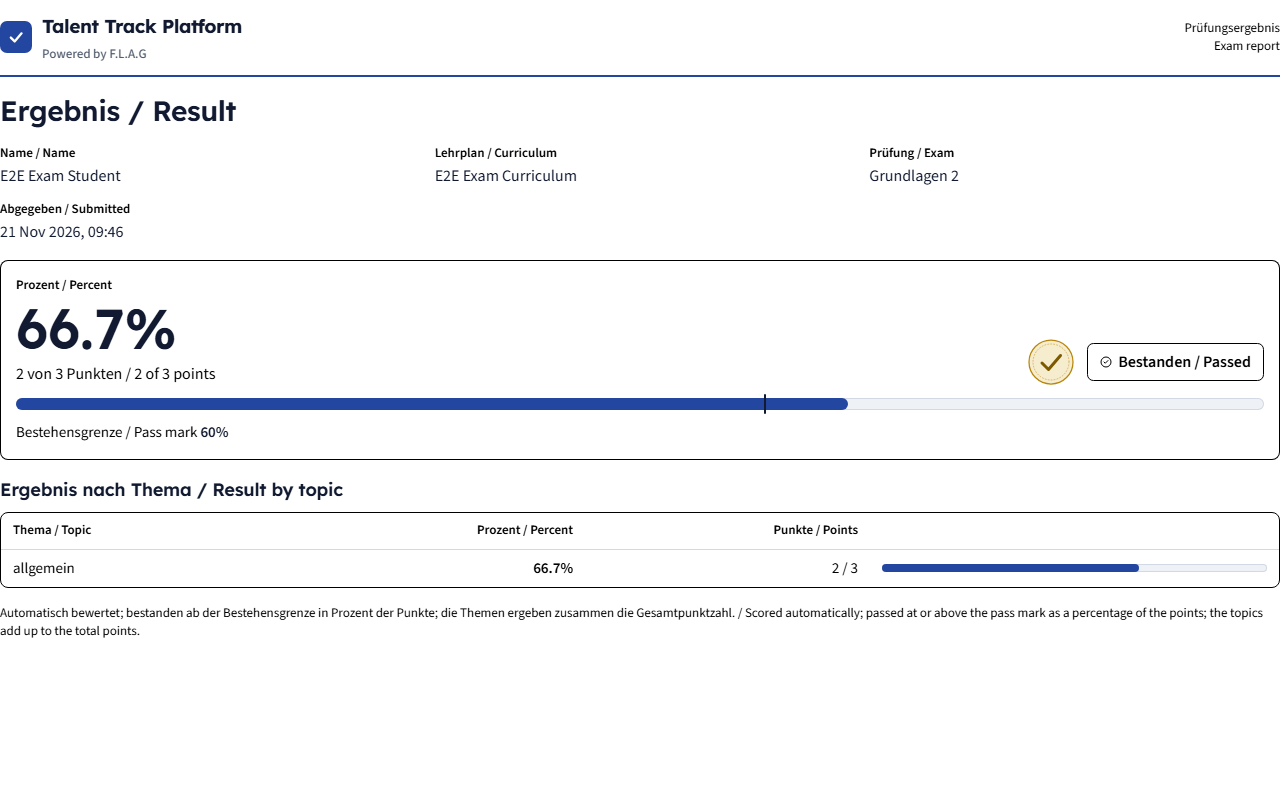 Talent Track Platform
Powered by F.L.A.G
Prüfungsergebnis
Exam report
Ergebnis / Result
Name / Name
E2E Exam Student
Lehrplan / Curriculum
E2E Exam Curriculum
Prüfung / Exam
Grundlagen 2
Abgegeben / Submitted
21 Nov 2026, 09:46
Prozent / Percent
66.7%
2 von 3 Punkten / 2 of 3 points
Bestanden / Passed
Bestehensgrenze / Pass mark 60%
Ergebnis nach Thema / Result by topic
Thema / Topic Prozent / Percent Punkte / Points
allgemein 66.7% 2 / 3
Automatisch bewertet; bestanden ab der Bestehensgrenze in Prozent der Punkte; die Themen ergeben zusammen die Gesamtpunktzahl. / Scored automatically; passed at or above the pass mark as a percentage of the points; the topics
add up to the total points.